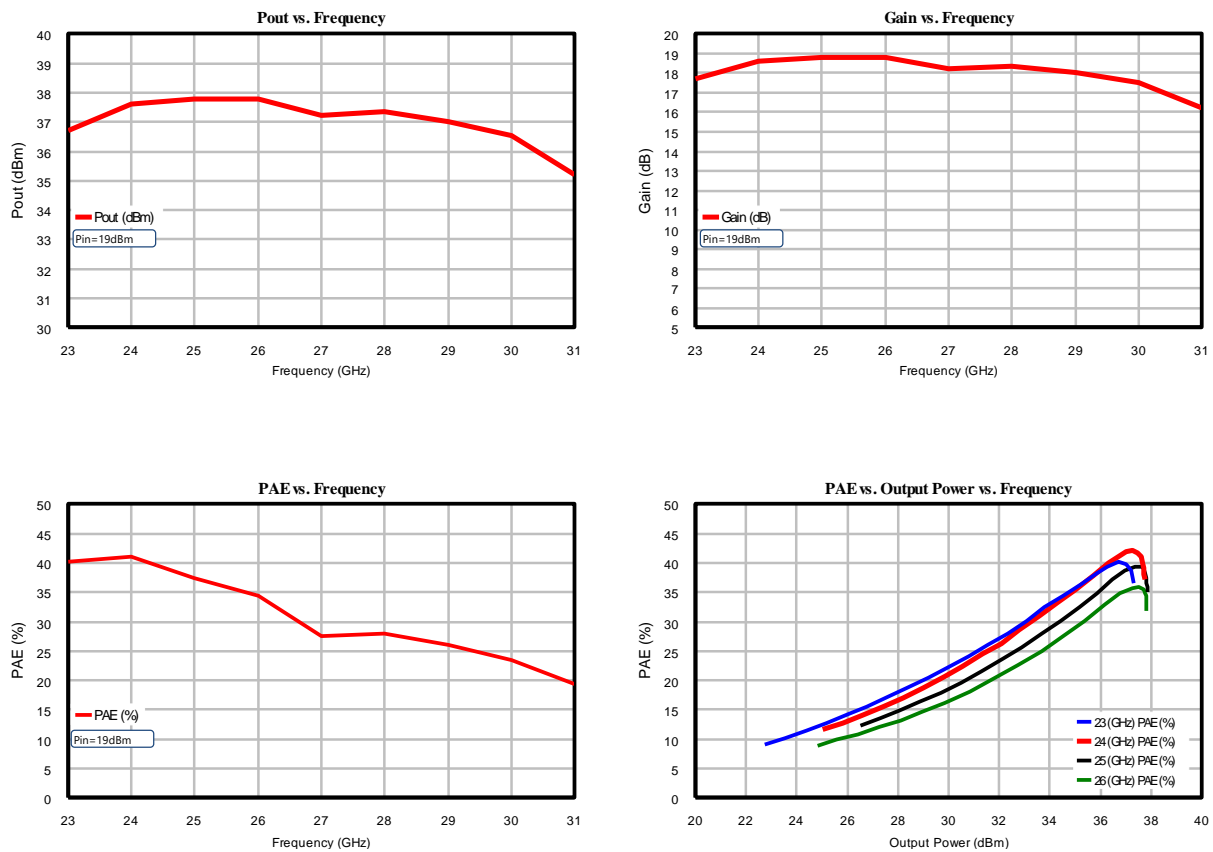 Pout vs. Frequency
Pout (dBm)
40
39
38
37
36
35
34
33
32
31
30
Pout (dBm)
Pin=19dBm
23 24 25 26 27 28 29 30 31
Frequency (GHz)
Gain vs. Frequency
Gain (dB)
20
19
18
17
16
15
14
13
12
11
10
9
8
7
6
5
Gain (dB)
Pin=19dBm
23 24 25 26 27 28 29 30 31
Frequency (GHz)
PAE vs. Frequency
PAE (%)
50
45
40
35
30
25
20
15
10
5
0
PAE (%)
Pin=19dBm
23 24 25 26 27 28 29 30 31
Frequency (GHz)
PAE vs. Output Power vs. Frequency
PAE (%)
50
45
40
35
30
25
20
15
10
5
0
23 (GHz) PAE (%)
24 (GHz) PAE (%)
25 (GHz) PAE (%)
26 (GHz) PAE (%)
20 22 24 26 28 30 32 34 36 38 40
Output Power (dBm)